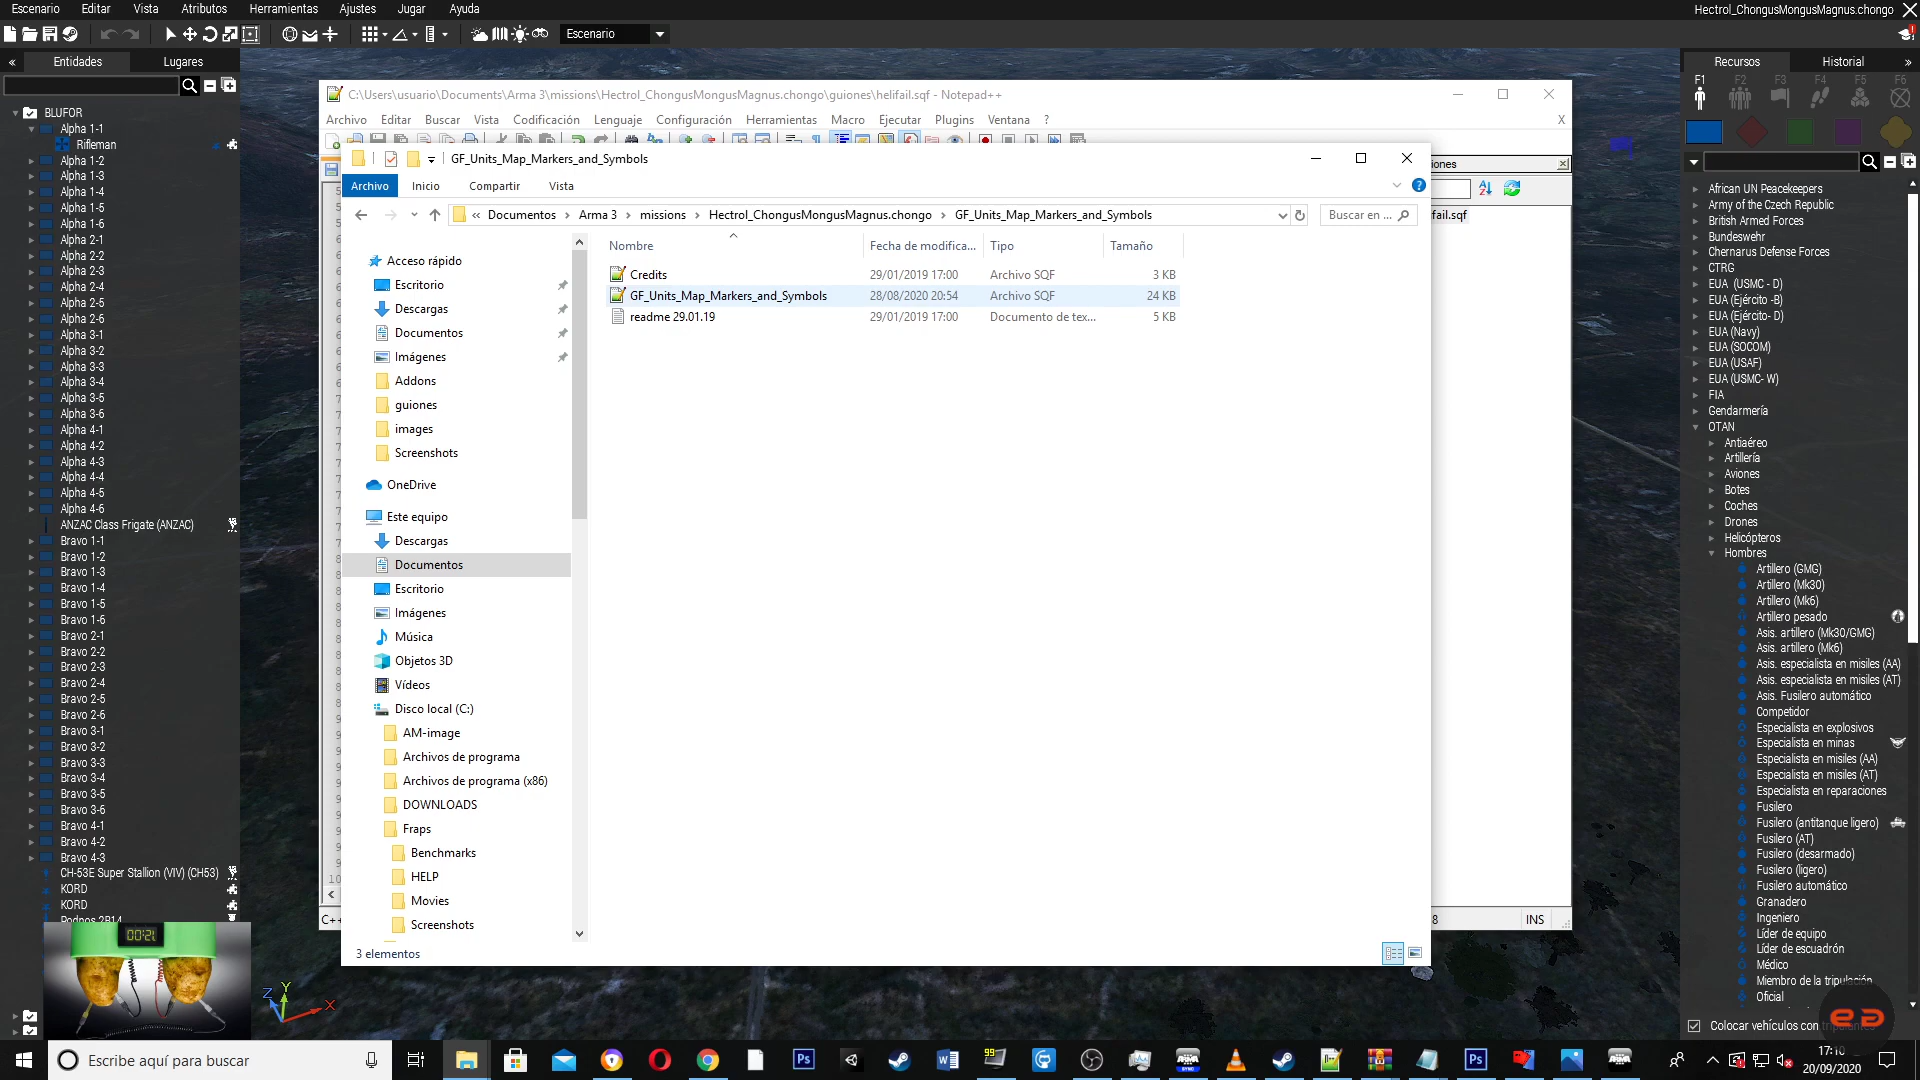 Escenario Editar Vista Atributos Herramientas Ajustes Jugar Ayuda
Hectrol_ChongusMongusMagnus.chongo
Escenario
Entidades Lugares
BLUFOR
Alpha 1-1
Rifleman
Alpha 1-2
Alpha 1-3
Alpha 1-4
Alpha 1-5
Alpha 1-6
Alpha 2-1
Alpha 2-2
Alpha 2-3
Alpha 2-4
Alpha 2-5
Alpha 2-6
Alpha 3-1
Alpha 3-2
Alpha 3-3
Alpha 3-4
Alpha 3-5
Alpha 3-6
Alpha 4-1
Alpha 4-2
Alpha 4-3
Alpha 4-4
Alpha 4-5
Alpha 4-6
ANZAC Class Frigate (ANZAC)
Bravo 1-1
Bravo 1-2
Bravo 1-3
Bravo 1-4
Bravo 1-5
Bravo 1-6
Bravo 2-1
Bravo 2-2
Bravo 2-3
Bravo 2-4
Bravo 2-5
Bravo 2-6
Bravo 3-1
Bravo 3-2
Bravo 3-3
Bravo 3-4
Bravo 3-5
Bravo 3-6
Bravo 4-1
Bravo 4-2
Bravo 4-3
CH-53E Super Stallion (VIV) (CH53)
KORD
KORD
Podnos 2B14
C:\Users\usuario\Documents\Arma 3\missions\Hectrol_ChongusMongusMagnus.chongo\guiones\helifail.sqf - Notepad++
Archivo Editar Buscar Vista Codificación Lenguaje Configuración Herramientas Macro Ejecutar Plugins Ventana ? X
iones
fail.sqf
C++
8 INS
GF_Units_Map_Markers_and_Symbols
Archivo Inicio Compartir Vista
« Documentos › Arma 3 › missions › Hectrol_ChongusMongusMagnus.chongo › GF_Units_Map_Markers_and_Symbols
Buscar en ...
Nombre Fecha de modifica... Tipo Tamaño
Credits 29/01/2019 17:00 Archivo SQF 3 KB
GF_Units_Map_Markers_and_Symbols 28/08/2020 20:54 Archivo SQF 24 KB
readme 29.01.19 29/01/2019 17:00 Documento de tex... 5 KB
Acceso rápido
Escritorio
Descargas
Documentos
Imágenes
Addons
guiones
images
Screenshots
OneDrive
Este equipo
Descargas
Documentos
Escritorio
Imágenes
Música
Objetos 3D
Vídeos
Disco local (C:)
AM-image
Archivos de programa
Archivos de programa (x86)
DOWNLOADS
Fraps
Benchmarks
HELP
Movies
Screenshots
3 elementos
Recursos Historial
F1 F2 F3 F4 F5 F6
African UN Peacekeepers
Army of the Czech Republic
British Armed Forces
Bundeswehr
Chernarus Defense Forces
CTRG
EUA (USMC - D)
EUA (Ejército -B)
EUA (Ejército- D)
EUA (Navy)
EUA (SOCOM)
EUA (USAF)
EUA (USMC- W)
FIA
Gendarmería
OTAN
Antiaéreo
Artillería
Aviones
Botes
Coches
Drones
Helicópteros
Hombres
Artillero (GMG)
Artillero (Mk30)
Artillero (Mk6)
Artillero pesado
Asis. artillero (Mk30/GMG)
Asis. artillero (Mk6)
Asis. especialista en misiles (AA)
Asis. especialista en misiles (AT)
Asis. Fusilero automático
Competidor
Especialista en explosivos
Especialista en minas
Especialista en misiles (AA)
Especialista en misiles (AT)
Especialista en reparaciones
Fusilero
Fusilero (antitanque ligero)
Fusilero (AT)
Fusilero (desarmado)
Fusilero (ligero)
Fusilero automático
Granadero
Ingeniero
Líder de equipo
Líder de escuadrón
Médico
Miembro de la tripulación
Oficial
Colocar vehículos con tripulantes
Z Y X
Escribe aquí para buscar
99
17:10
20/09/2020